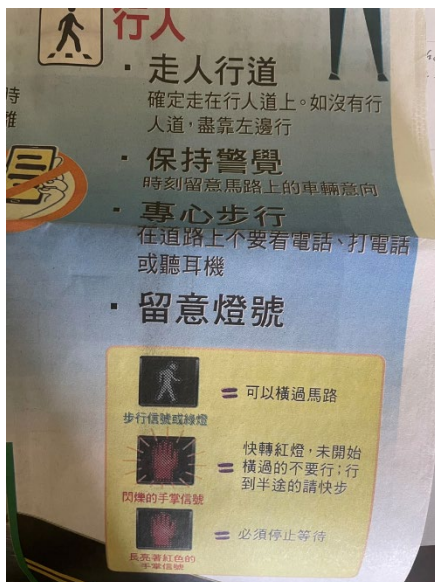 行人
時
· 走人行道
確定走在行人道上。如沒有行
人道，盡靠左邊行
· 保持警覺
時刻留意馬路上的車輛意向
· 專心步行
在道路上不要看電話、打電話
或聽耳機
· 留意燈號
= 可以橫過馬路
步行信號或綠燈
= 快轉紅燈，未開始
橫過的不要行；行
到半途的請快步
閃爍的手掌信號
= 必須停止等待
長亮著紅色的
手掌信號